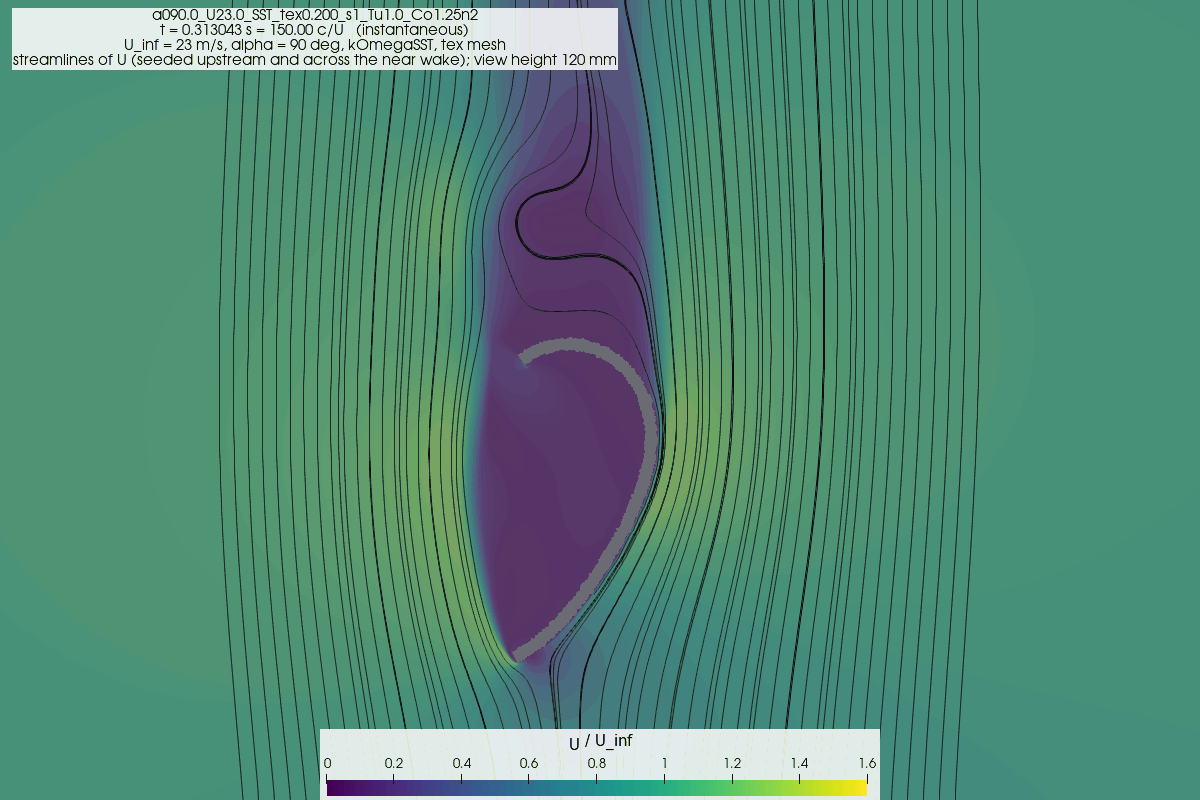 a090.0_U23.0_SST_tex0.200_s1_Tu1.0_Co1.25n2
t = 0.313043 s = 150.00 c/U (instantaneous)
U_inf = 23 m/s, alpha = 90 deg, kOmegaSST, tex mesh
streamlines of U (seeded upstream and across the near wake); view height 120 mm
U / U_inf
0 0.2 0.4 0.6 0.8 1 1.2 1.4 1.6